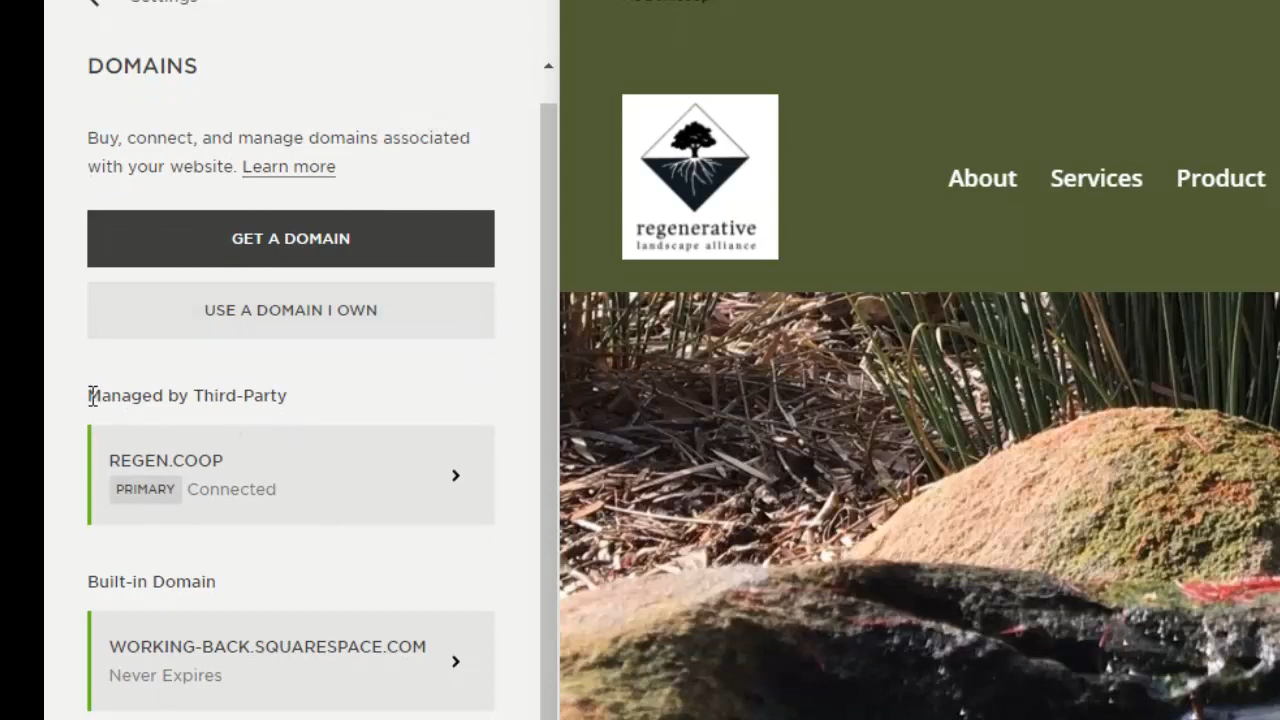 Settings
DOMAINS
Buy, connect, and manage domains associated
with your website. Learn more
GET A DOMAIN
USE A DOMAIN I OWN
Managed by Third-Party
REGEN.COOP
PRIMARY Connected
Built-in Domain
WORKING-BACK.SQUARESPACE.COM
Never Expires
regenerative
landscape alliance
About Services Product